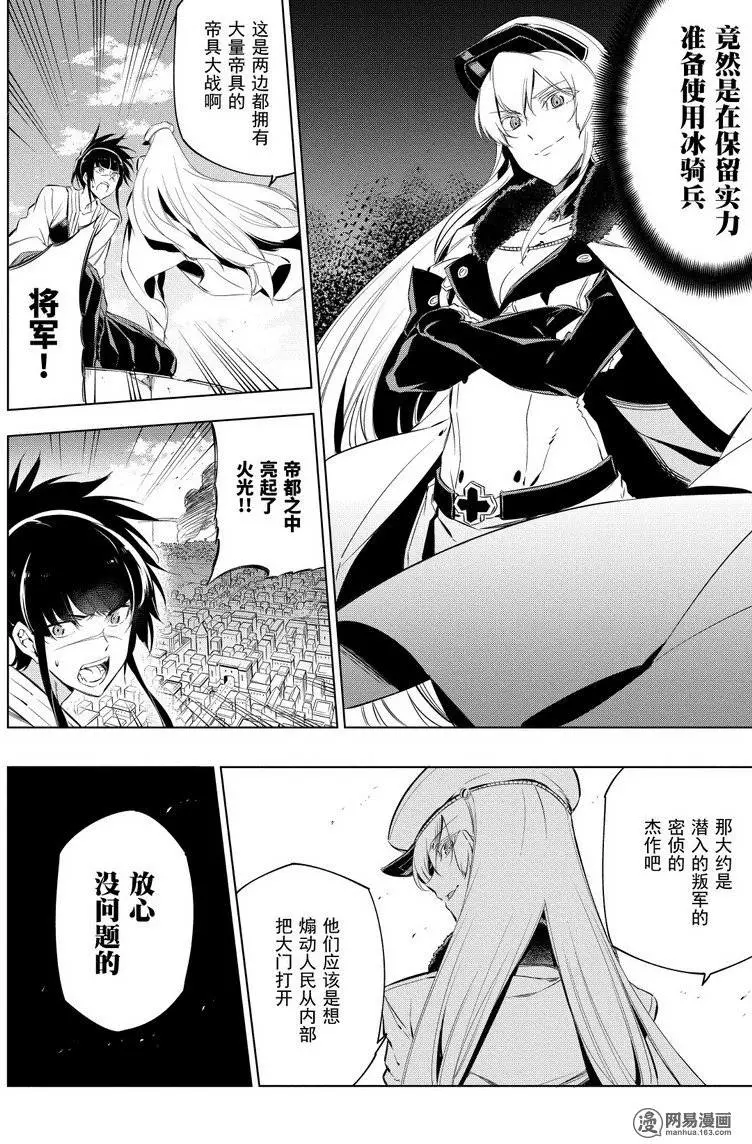 竟然是在保留实力
准备使用冰骑兵
这是两边都拥有
大量帝具的
帝具大战啊
将军！
帝都之中
亮起了
火光!!
那大约是
潜入的叛军的
密侦的
杰作吧
他们应该是想
煽动人民从内部
把大门打开
放心
没问题的
漫
网易漫画
manhua.163.com